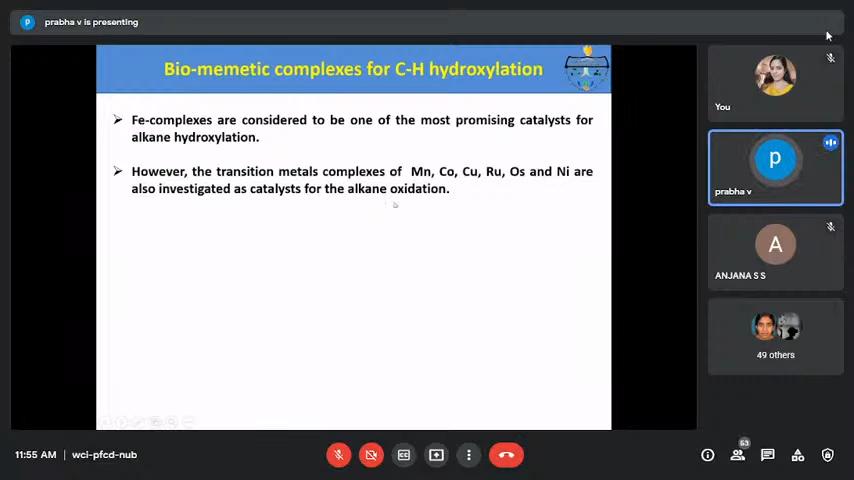 prabha v is presenting
p
Bio-memetic complexes for C-H hydroxylation
Fe-complexes are considered to be one of the most promising catalysts for
alkane hydroxylation.
However, the transition metals complexes of Mn, Co, Cu, Ru, Os and Ni are
also investigated as catalysts for the alkane oxidation.
You
p
prabha v
A
ANJANA S S
49 others
11:55 AM | wci-pfcd-nub
CC
53